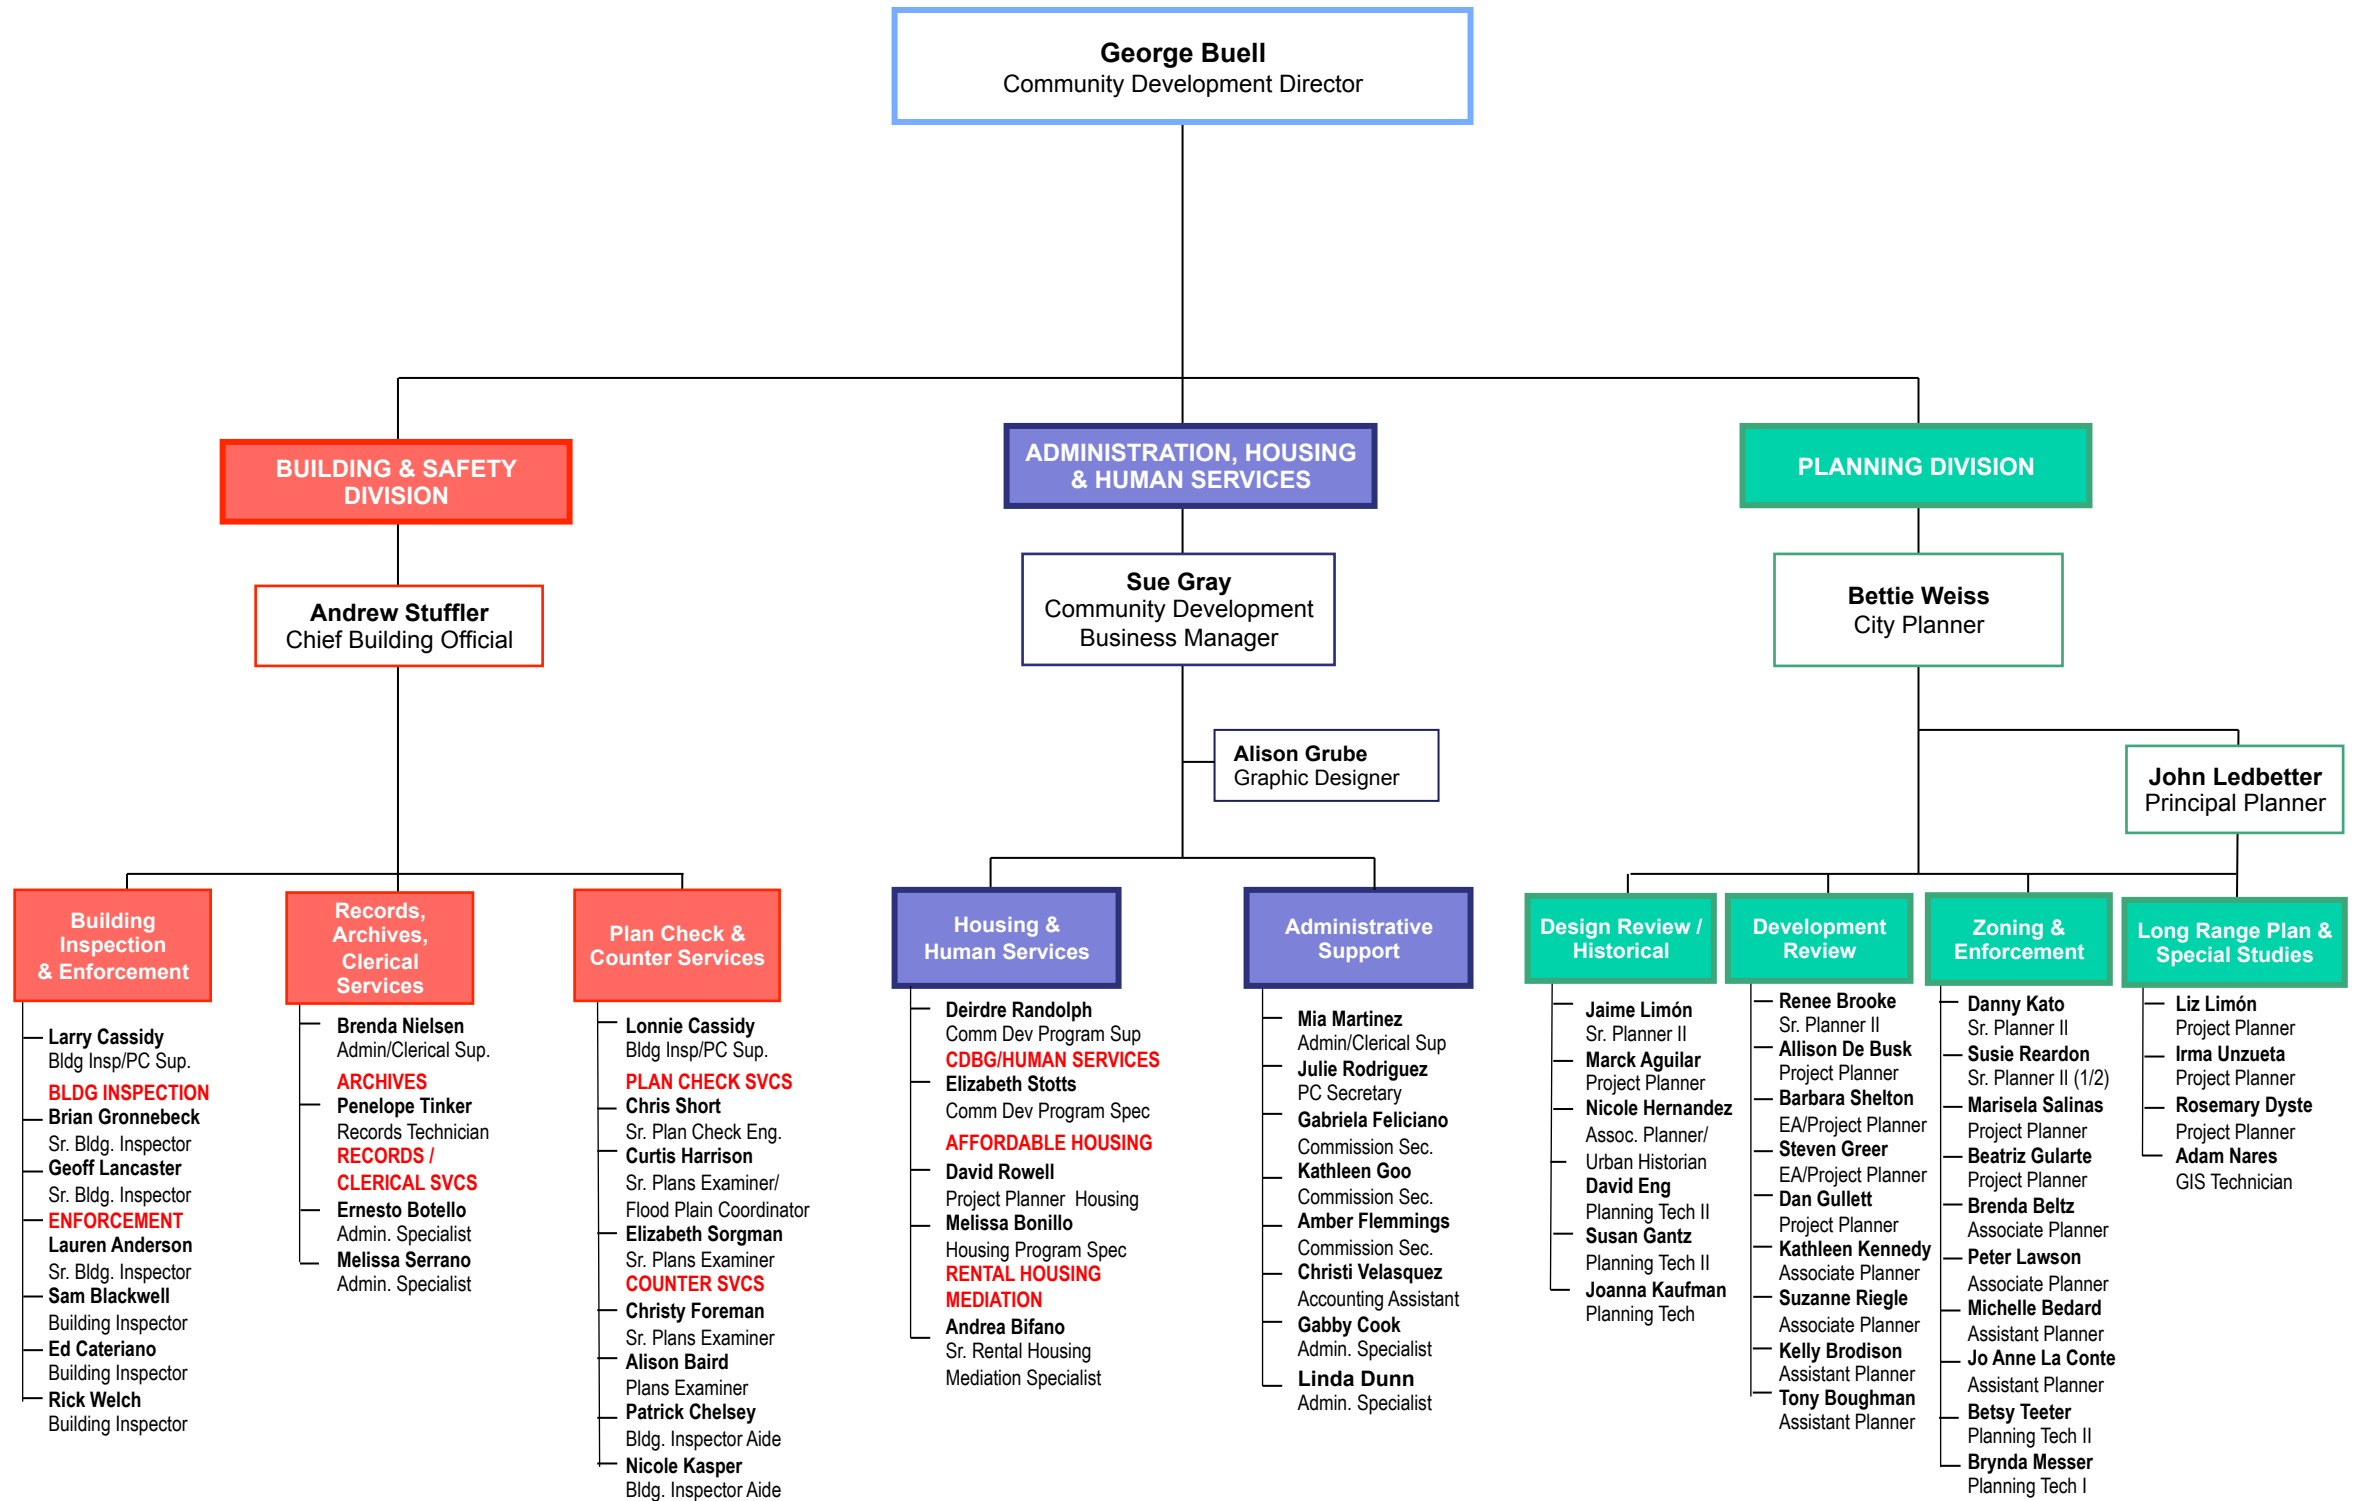 George Buell
Community Development Director
BUILDING & SAFETY
DIVISION
Andrew Stuffler
Chief Building Official
ADMINISTRATION, HOUSING
& HUMAN SERVICES
Sue Gray
Community Development
Business Manager
Alison Grube
Graphic Designer
PLANNING DIVISION
Bettie Weiss
City Planner
John Ledbetter
Principal Planner
Building
Inspection
& Enforcement
Larry Cassidy
Bldg Insp/PC Sup.
BLDG INSPECTION
Brian Gronnebeck
Sr. Bldg. Inspector
Geoff Lancaster
Sr. Bldg. Inspector
ENFORCEMENT
Lauren Anderson
Sr. Bldg. Inspector
Sam Blackwell
Building Inspector
Ed Cateriano
Building Inspector
Rick Welch
Building Inspector
Records,
Archives,
Clerical
Services
Brenda Nielsen
Admin/Clerical Sup.
ARCHIVES
Penelope Tinker
Records Technician
RECORDS /
CLERICAL SVCS
Ernesto Botello
Admin. Specialist
Melissa Serrano
Admin. Specialist
Plan Check &
Counter Services
Lonnie Cassidy
Bldg Insp/PC Sup.
PLAN CHECK SVCS
Chris Short
Sr. Plan Check Eng.
Curtis Harrison
Sr. Plans Examiner/
Flood Plain Coordinator
Elizabeth Sorgman
Sr. Plans Examiner
COUNTER SVCS
Christy Foreman
Sr. Plans Examiner
Alison Baird
Plans Examiner
Patrick Chelsey
Bldg. Inspector Aide
Nicole Kasper
Bldg. Inspector Aide
Housing &
Human Services
Deirdre Randolph
Comm Dev Program Sup
CDBG/HUMAN SERVICES
Elizabeth Stotts
Comm Dev Program Spec
AFFORDABLE HOUSING
David Rowell
Project Planner Housing
Melissa Bonillo
Housing Program Spec
RENTAL HOUSING
MEDIATION
Andrea Bifano
Sr. Rental Housing
Mediation Specialist
Administrative
Support
Mia Martinez
Admin/Clerical Sup
Julie Rodriguez
PC Secretary
Gabriela Feliciano
Commission Sec.
Kathleen Goo
Commission Sec.
Amber Flemmings
Commission Sec.
Christi Velasquez
Accounting Assistant
Gabby Cook
Admin. Specialist
Linda Dunn
Admin. Specialist
Design Review /
Historical
Jaime Limón
Sr. Planner II
Marck Aguilar
Project Planner
Nicole Hernandez
Assoc. Planner/
Urban Historian
David Eng
Planning Tech II
Susan Gantz
Planning Tech II
Joanna Kaufman
Planning Tech
Development
Review
Renee Brooke
Sr. Planner II
Allison De Busk
Project Planner
Barbara Shelton
EA/Project Planner
Steven Greer
EA/Project Planner
Dan Gullett
Project Planner
Kathleen Kennedy
Associate Planner
Suzanne Riegle
Associate Planner
Kelly Brodison
Assistant Planner
Tony Boughman
Assistant Planner
Zoning &
Enforcement
Danny Kato
Sr. Planner II
Susie Reardon
Sr. Planner II (1/2)
Marisela Salinas
Project Planner
Beatriz Gularte
Project Planner
Brenda Beltz
Associate Planner
Peter Lawson
Associate Planner
Michelle Bedard
Assistant Planner
Jo Anne La Conte
Assistant Planner
Betsy Teeter
Planning Tech II
Brynda Messer
Planning Tech I
Long Range Plan &
Special Studies
Liz Limón
Project Planner
Irma Unzueta
Project Planner
Rosemary Dyste
Project Planner
Adam Nares
GIS Technician